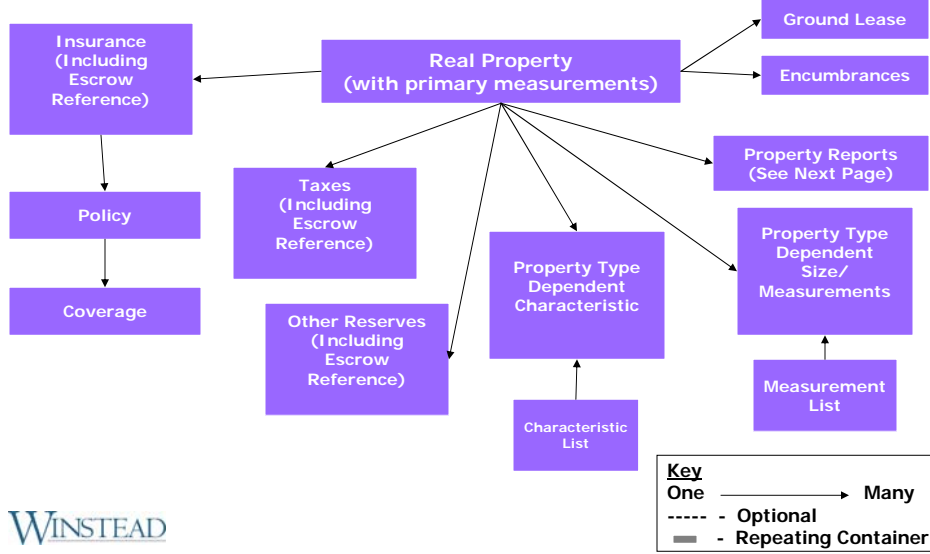 Ground Lease
Insurance
(Including
Escrow
Reference)
Real Property
(with primary measurements)
Encumbrances
Property Reports
(See Next Page)
Taxes
(Including
Escrow
Reference)
Policy
Property Type
Dependent
Size/
Measurements
Property Type
Dependent
Characteristic
Coverage
Other Reserves
(Including
Escrow
Reference)
Measurement
List
Characteristic
List
Key
One Many
----- - Optional
- Repeating Container
WINSTEAD